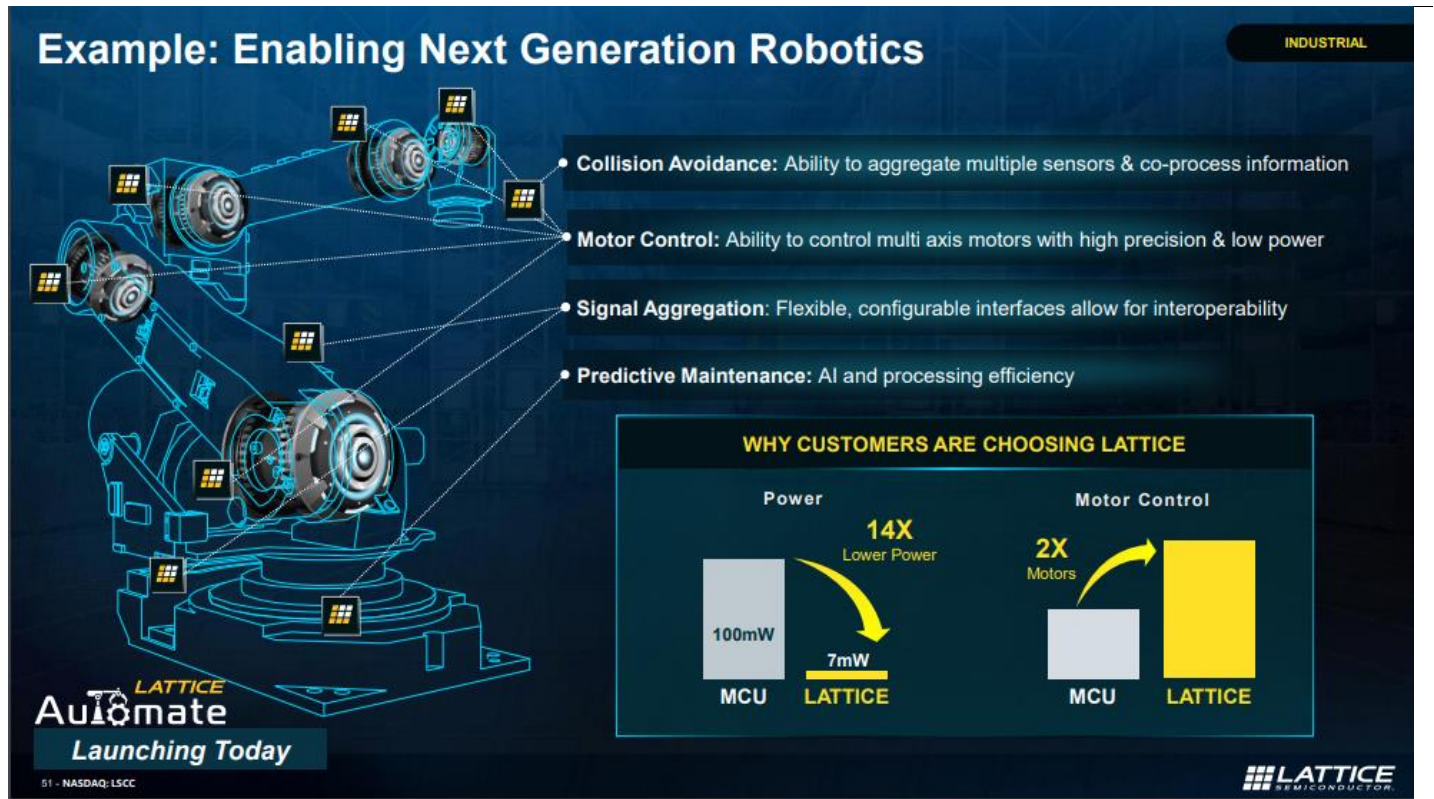 Example: Enabling Next Generation Robotics
INDUSTRIAL
Collision Avoidance: Ability to aggregate multiple sensors & co-process information
Motor Control: Ability to control multi axis motors with high precision & low power
Signal Aggregation: Flexible, configurable interfaces allow for interoperability
Predictive Maintenance: AI and processing efficiency
WHY CUSTOMERS ARE CHOOSING LATTICE
Power
14X
Lower Power
100mW
7mW
MCU
LATTICE
Motor Control
2X
Motors
MCU
LATTICE
LATTICE
Automate
Launching Today
51 - NASDAQ: LSCC
LATTICE
SEMICONDUCTOR.